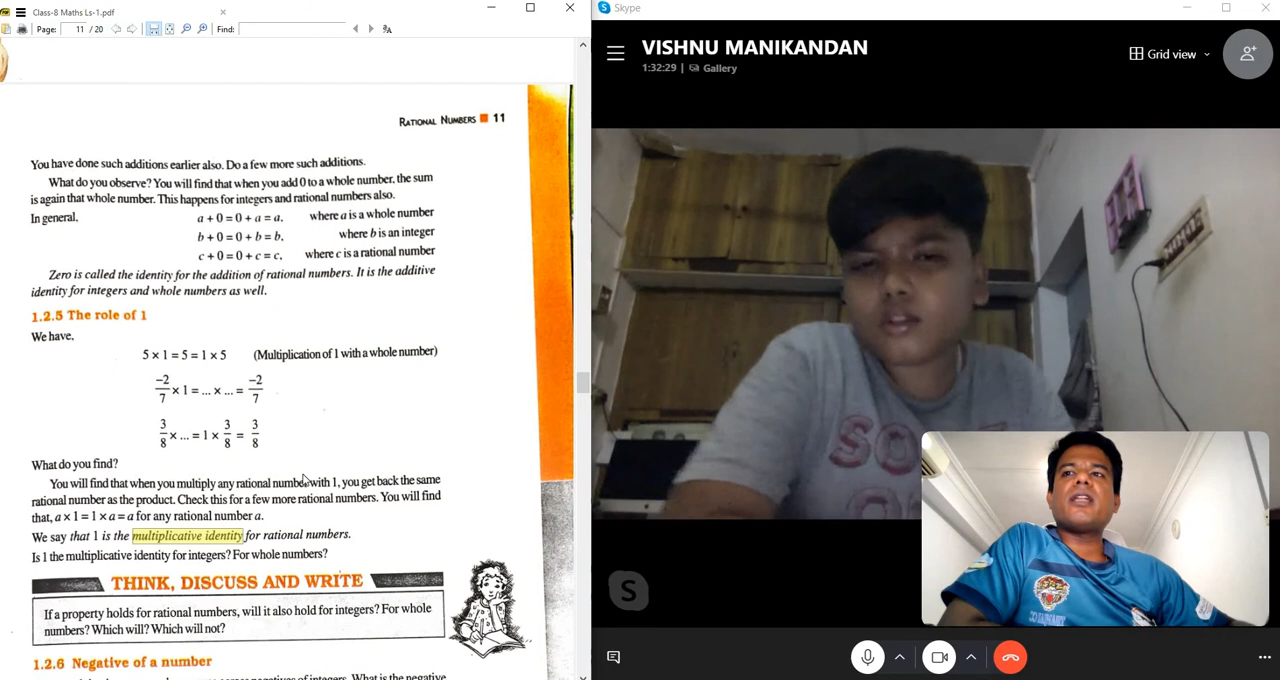 Class-8 Maths Ls-1.pdf
Page: 11 / 20 Find:
RATIONAL NUMBERS 11
You have done such additions earlier also. Do a few more such additions.
What do you observe? You will find that when you add 0 to a whole number, the sum
is again that whole number. This happens for integers and rational numbers also.
In general, a + 0 = 0 + a = a, where a is a whole number
b + 0 = 0 + b = b, where b is an integer
c + 0 = 0 + c = c, where c is a rational number
Zero is called the identity for the addition of rational numbers. It is the additive
identity for integers and whole numbers as well.
1.2.5 The role of 1
We have,
5 × 1 = 5 = 1 × 5 (Multiplication of 1 with a whole number)
-2/7 × 1 = ... × ... = -2/7
3/8 × ... = 1 × 3/8 = 3/8
What do you find?
You will find that when you multiply any rational number with 1, you get back the same
rational number as the product. Check this for a few more rational numbers. You will find
that, a × 1 = 1 × a = a for any rational number a.
We say that 1 is the multiplicative identity for rational numbers.
Is 1 the multiplicative identity for integers? For whole numbers?
THINK, DISCUSS AND WRITE
If a property holds for rational numbers, will it also hold for integers? For whole
numbers? Which will? Which will not?
1.2.6 Negative of a number
Skype
VISHNU MANIKANDAN
1:32:29 | Gallery
Grid view
S